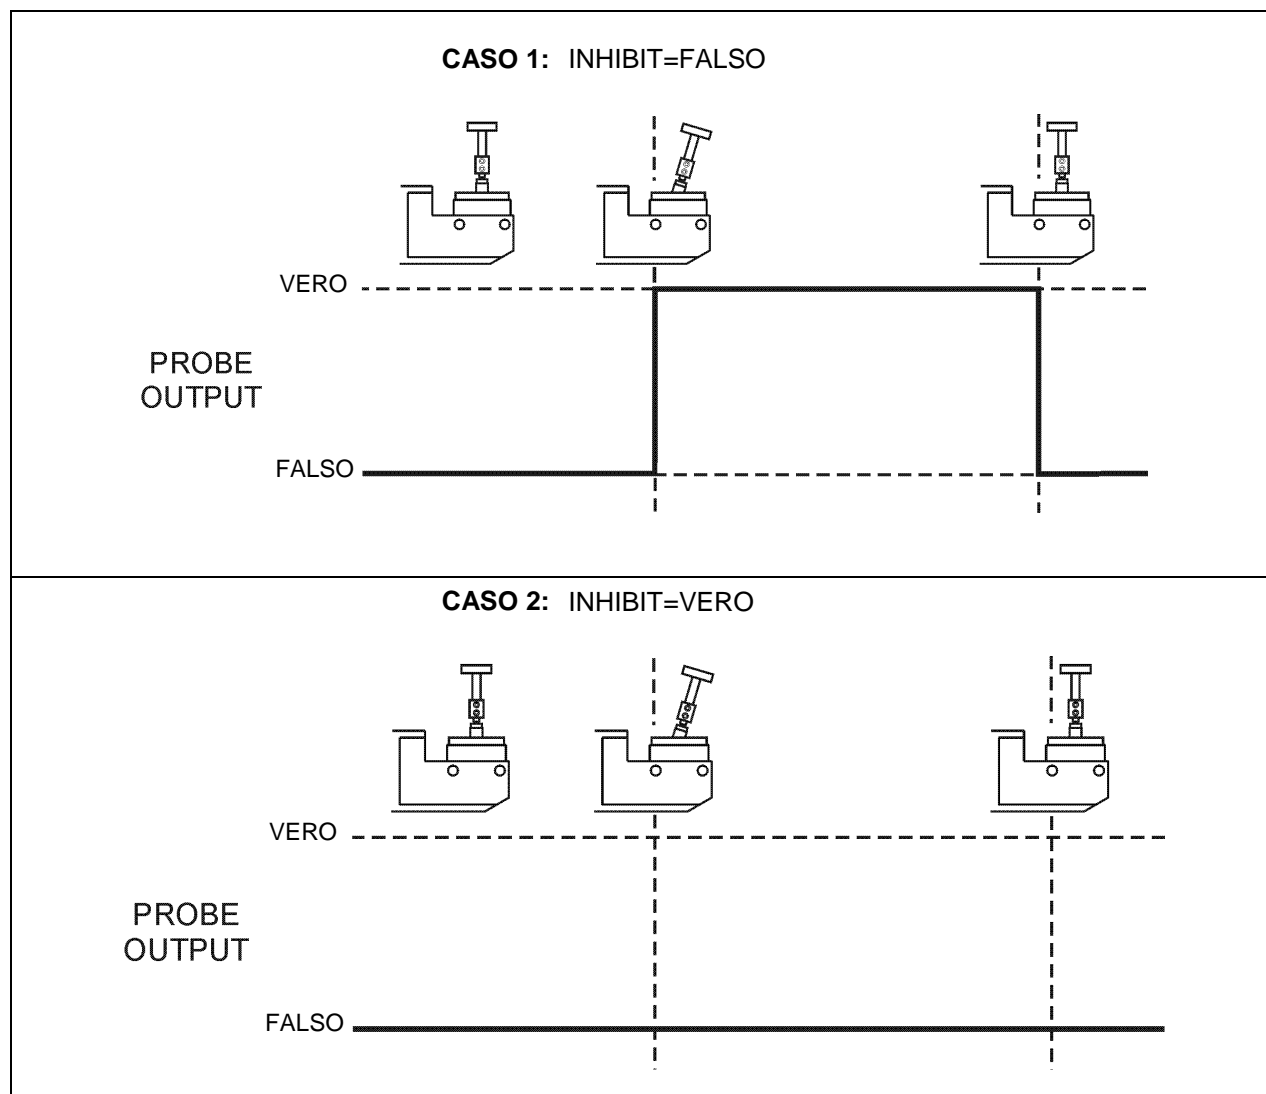 CASO 1: INHIBIT=FALSO
VERO
PROBE
OUTPUT
FALSO
CASO 2: INHIBIT=VERO
VERO
PROBE
OUTPUT
FALSO